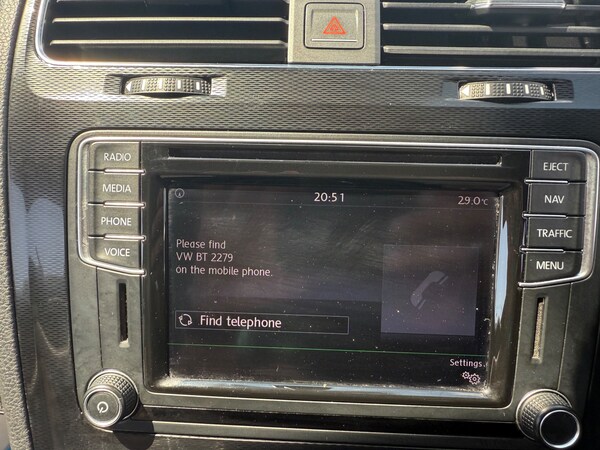 RADIO
MEDIA
PHONE
VOICE
EJECT
NAV
TRAFFIC
MENU
20:51
29.0°C
Please find
VW BT 2279
on the mobile phone.
Find telephone
Settings